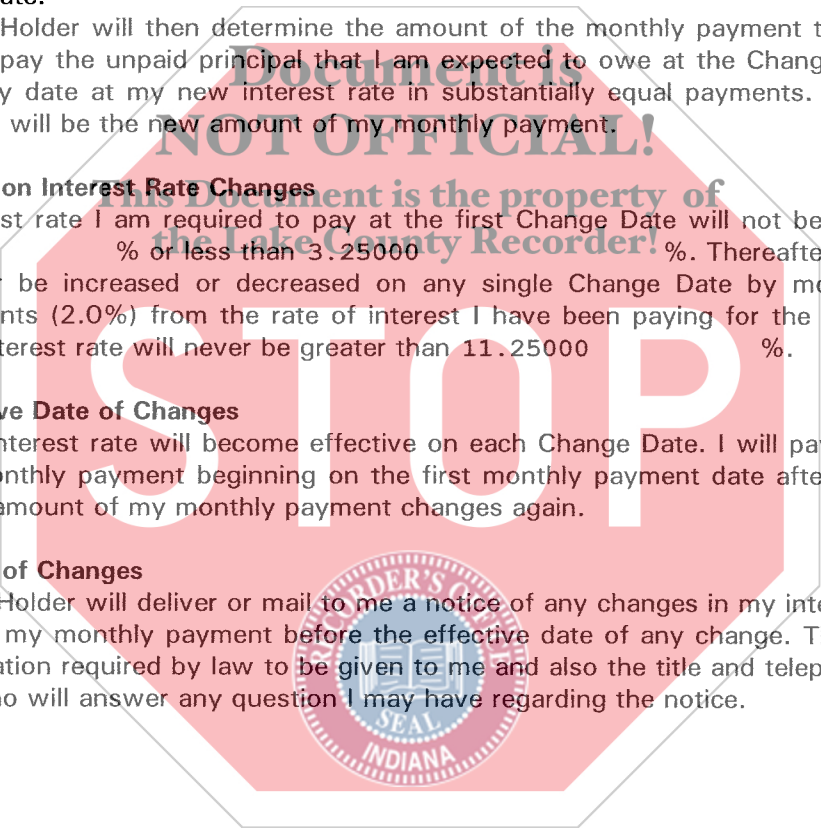 Holder will then determine the amount of the monthly payment t
pay the unpaid principal that I am expected to owe at the Chang
y date at my new interest rate in substantially equal payments.
will be the new amount of my monthly payment.
Document is
NOT OFFICIAL!
This Document is the property of
the Lake County Recorder!
on Interest Rate Changes
st rate I am required to pay at the first Change Date will not be
% or less than 3.25000 %. Thereafte
be increased or decreased on any single Change Date by m
nts (2.0%) from the rate of interest I have been paying for the
terest rate will never be greater than 11.25000 %.
STOP
ve Date of Changes
nterest rate will become effective on each Change Date. I will pa
onthly payment beginning on the first monthly payment date afte
amount of my monthly payment changes again.
of Changes
Holder will deliver or mail to me a notice of any changes in my inte
my monthly payment before the effective date of any change. T
ation required by law to be given to me and also the title and telep
o will answer any question I may have regarding the notice.
RECORDER'S OFFICE
SEAL
INDIANA